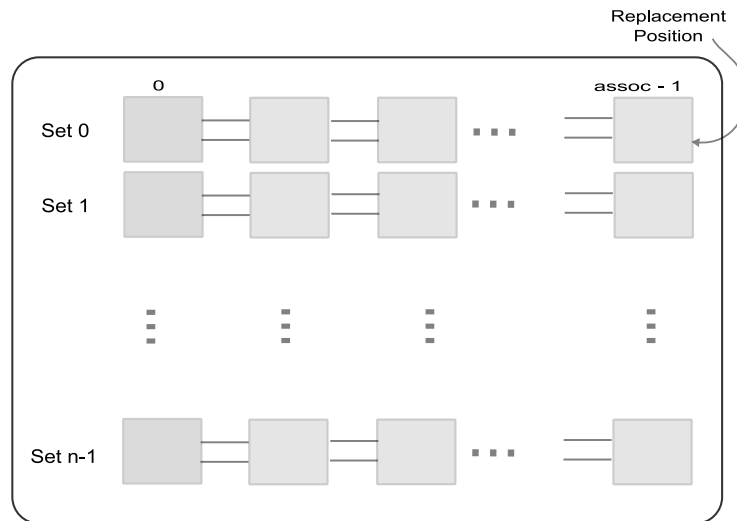 Replacement
Position
0
assoc - 1
Set 0
Set 1
Set n-1